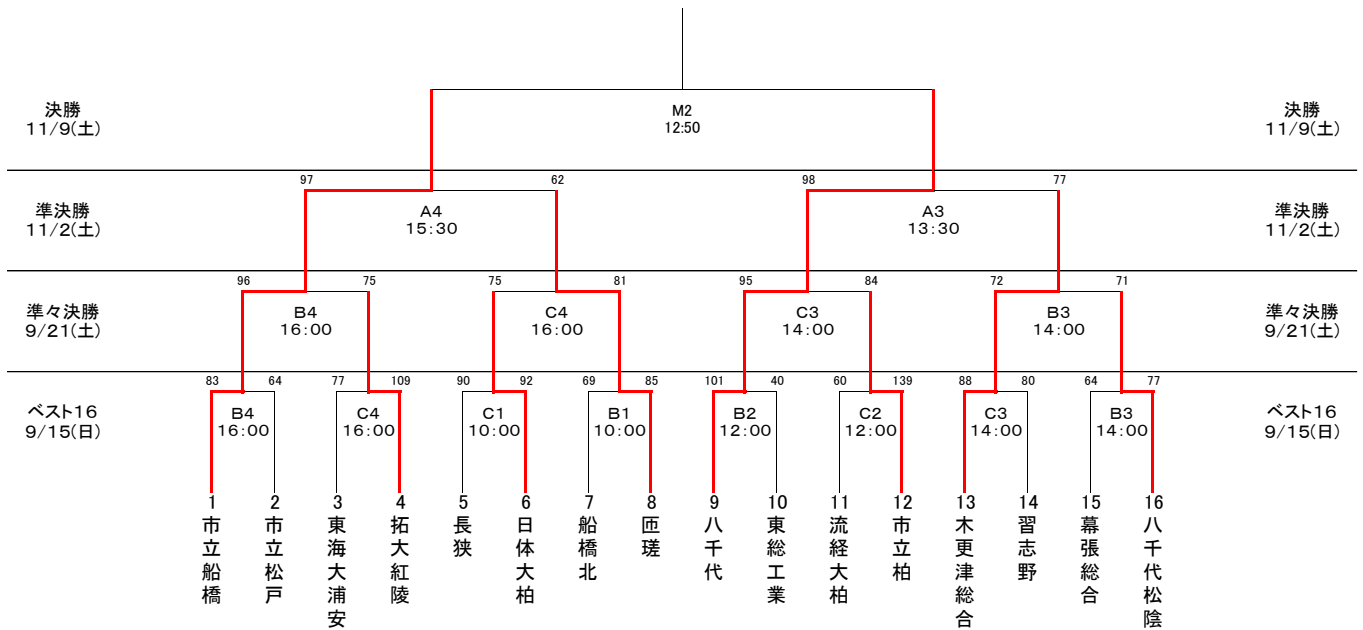 決勝
11/9(土)
M2
12:50
決勝
11/9(土)
97
62
98
77
準決勝
11/2(土)
A4
15:30
A3
13:30
準決勝
11/2(土)
96
75
75
81
95
84
72
71
準々決勝
9/21(土)
B4
16:00
C4
16:00
C3
14:00
B3
14:00
準々決勝
9/21(土)
83
64
77
109
90
92
69
85
101
40
60
139
88
80
64
77
ベスト16
9/15(日)
B4
16:00
C4
16:00
C1
10:00
B1
10:00
B2
12:00
C2
12:00
C3
14:00
B3
14:00
ベスト16
9/15(日)
1
市立船橋
2
市立松戸
3
東海大浦安
4
拓大紅陵
5
長狭
6
日体大柏
7
船橋北
8
匝瑳
9
八千代
10
東総工業
11
流経大柏
12
市立柏
13
木更津総合
14
習志野
15
幕張総合
16
八千代松陰